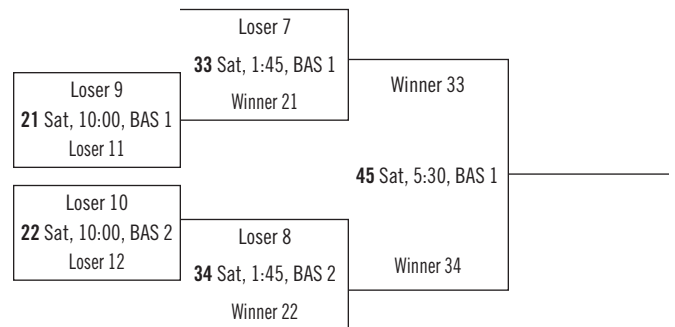 Loser 7
33 Sat, 1:45, BAS 1
Winner 21
Loser 9
21 Sat, 10:00, BAS 1
Loser 11
Winner 33
45 Sat, 5:30, BAS 1
Winner 34
Loser 10
22 Sat, 10:00, BAS 2
Loser 12
Loser 8
34 Sat, 1:45, BAS 2
Winner 22